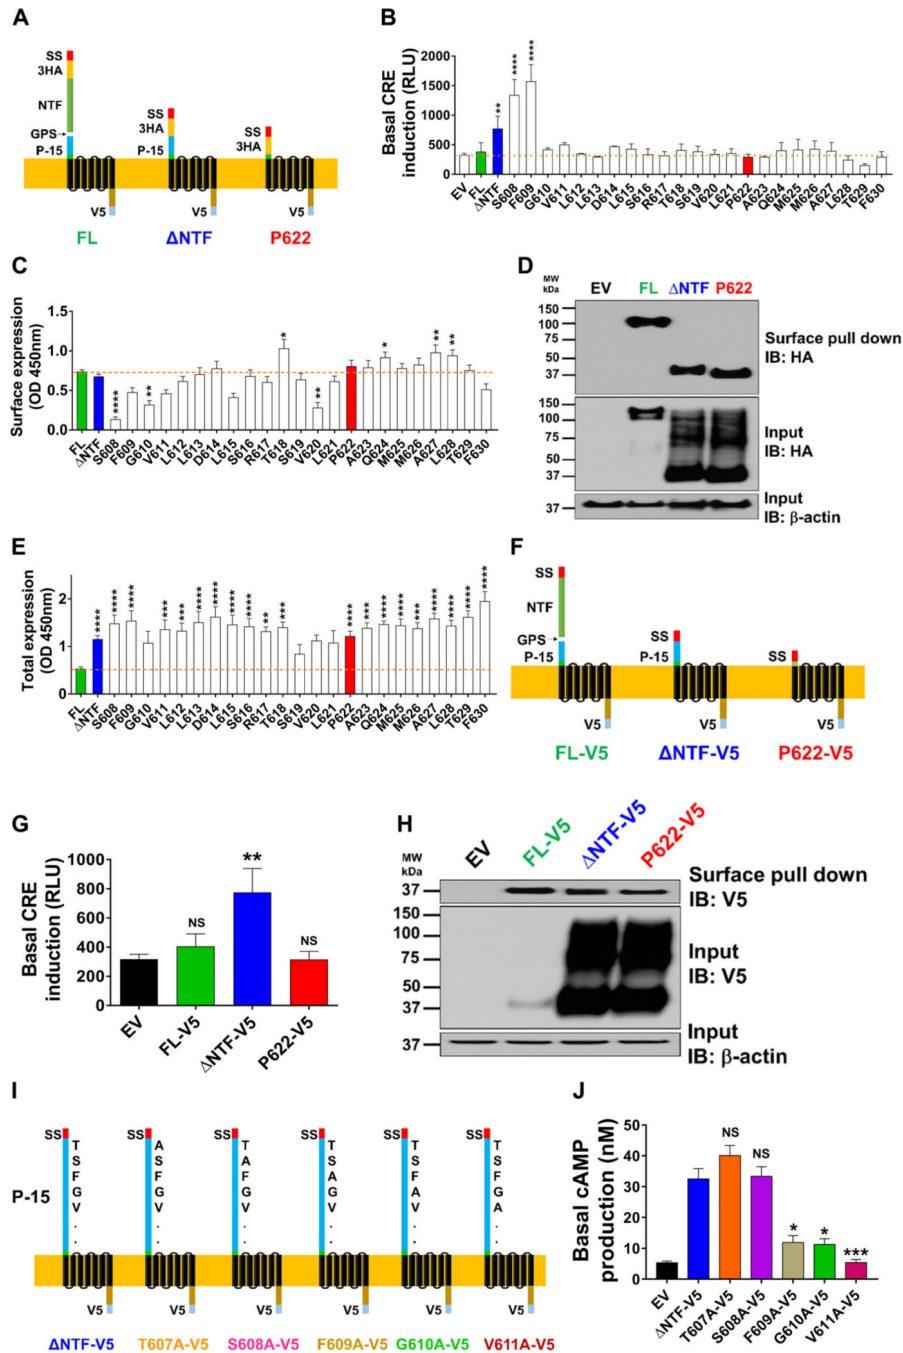 A
SS
3HA
NTF
GPS
P-15
SS
3HA
P-15
SS
3HA
V5
V5
V5
FL
ΔNTF
P622
B
Basal CRE
induction (RLU)
2000
1500
1000
500
0
**
****
****
EV
FL
ΔNTF
S608
F609
G610
V611
L612
L613
D614
L615
S616
R617
T618
S619
V620
L621
P622
A623
Q624
M625
M626
A627
L628
T629
F630
C
Surface expression
(OD 450nm)
1.5
1.0
0.5
0.0
****
**
*
**
*
**
**
FL
ΔNTF
S608
F609
G610
V611
L612
L613
D614
L615
S616
R617
T618
S619
V620
L621
P622
A623
Q624
M625
M626
A627
L628
T629
F630
D
MW
kDa
EV
FL
ΔNTF
P622
150
100
75
50
37
Surface pull down
IB: HA
150
100
75
50
37
Input
IB: HA
37
Input
IB: β-actin
E
Total expression
(OD 450nm)
2
1
0
****
****
****
***
***
****
****
****
****
**
***
****
***
****
****
***
****
****
****
****
FL
ΔNTF
S608
F609
G610
V611
L612
L613
D614
L615
S616
R617
T618
S619
V620
L621
P622
A623
Q624
M625
M626
A627
L628
T629
F630
F
SS
NTF
GPS
P-15
SS
P-15
SS
V5
V5
V5
FL-V5
ΔNTF-V5
P622-V5
G
Basal CRE
induction (RLU)
1000
800
600
400
200
0
NS
**
NS
EV
FL-V5
ΔNTF-V5
P622-V5
H
MW
kDa
EV
FL-V5
ΔNTF-V5
P622-V5
37
Surface pull down
IB: V5
150
100
75
50
37
Input
IB: V5
37
Input
IB: β-actin
I
P-15
SS
T
S
F
G
V
.
.
V5
ΔNTF-V5
SS
A
S
F
G
V
.
.
V5
T607A-V5
SS
T
A
F
G
V
.
.
V5
S608A-V5
SS
T
S
A
G
V
.
.
V5
F609A-V5
SS
T
S
F
A
V
.
.
V5
G610A-V5
SS
T
S
F
G
A
.
.
V5
V611A-V5
J
Basal cAMP
production (nM)
50
40
30
20
10
0
NS
NS
*
*
***
EV
ΔNTF-V5
T607A-V5
S608A-V5
F609A-V5
G610A-V5
V611A-V5